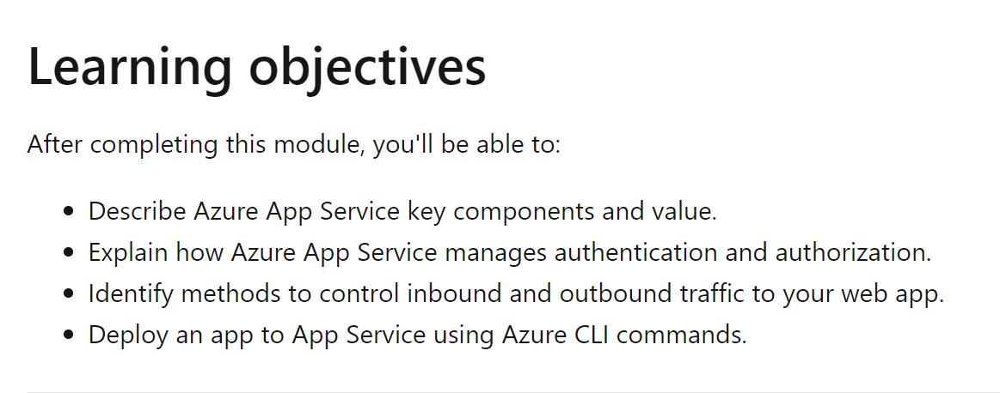 Learning objectives
After completing this module, you'll be able to:
• Describe Azure App Service key components and value.
• Explain how Azure App Service manages authentication and authorization.
• Identify methods to control inbound and outbound traffic to your web app.
• Deploy an app to App Service using Azure CLI commands.